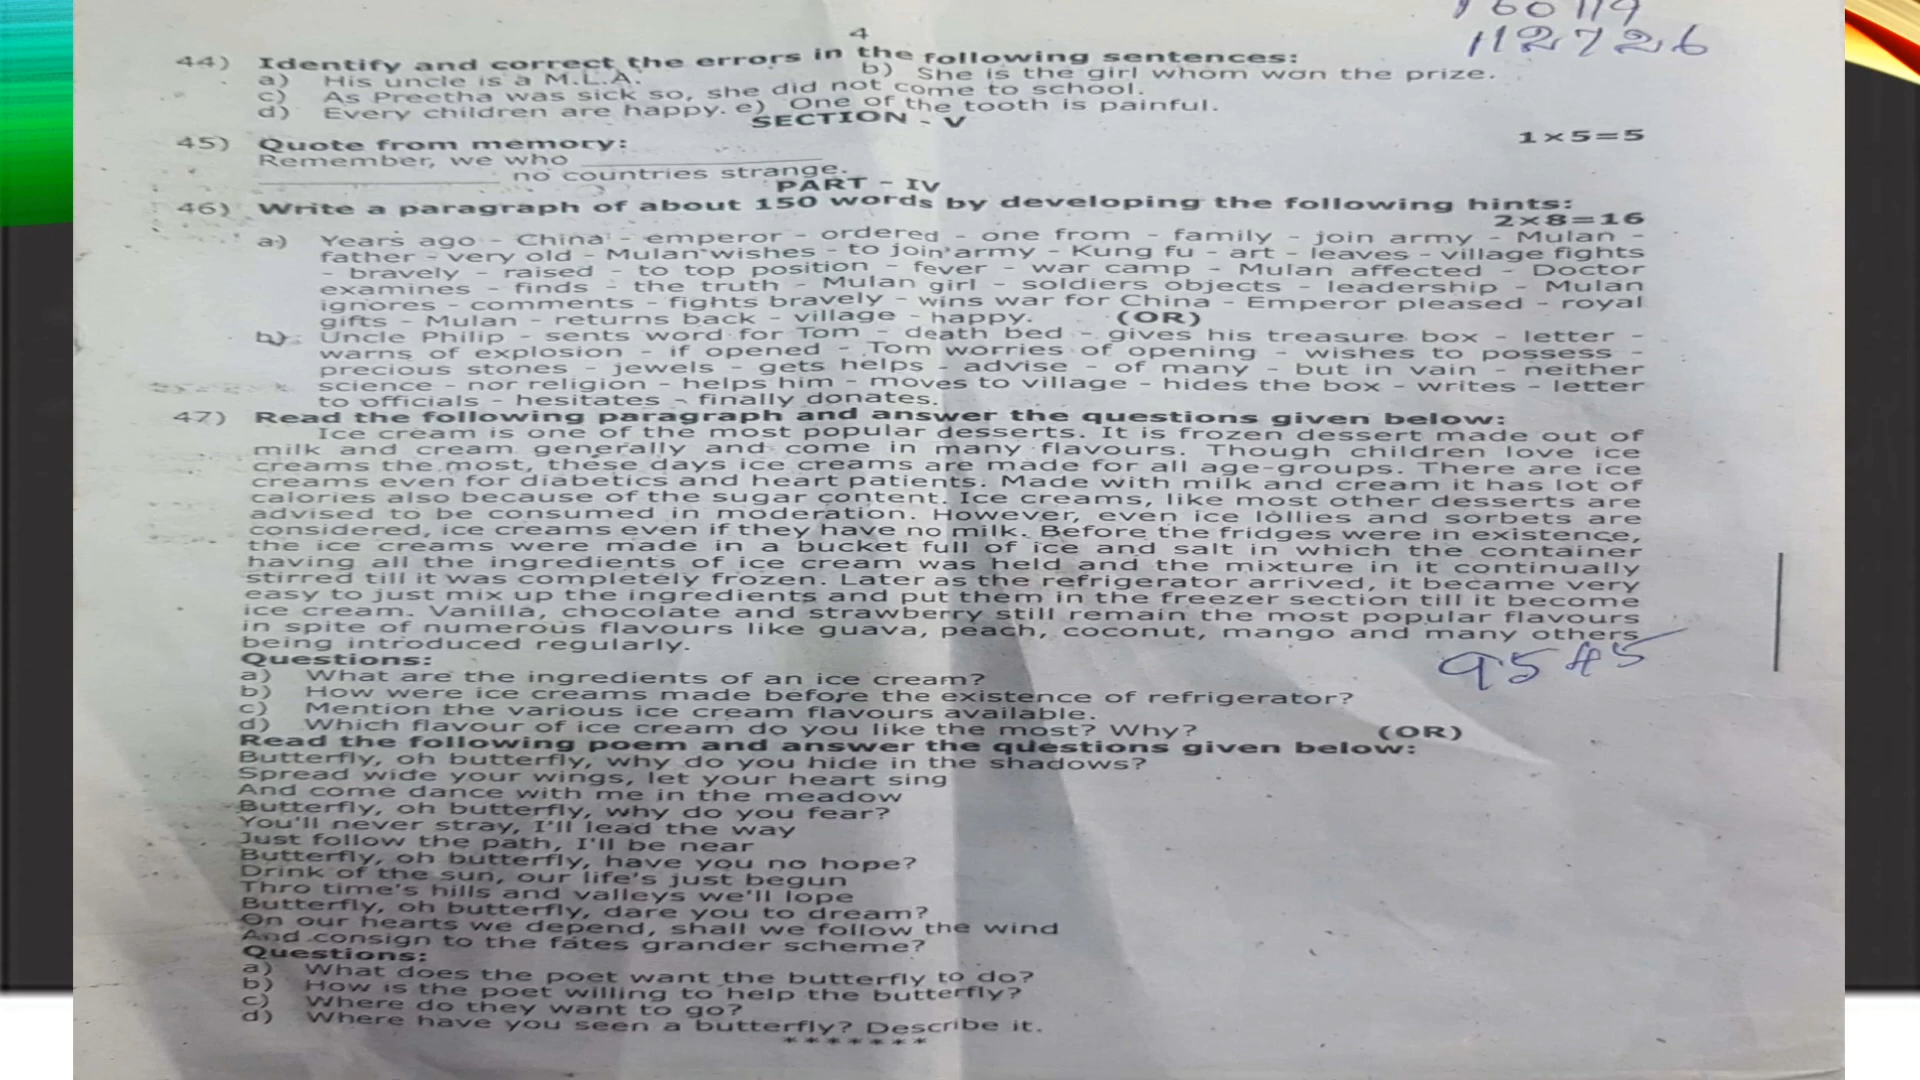 160119
112726
4
44) Identify and correct the errors in the following sentences:
a) His uncle is a M.L.A. b) She is the girl whom won the prize.
c) As Preetha was sick so, she did not come to school.
d) Every children are happy. e) One of the tooth is painful.
SECTION - V
45) Quote from memory: 1x5=5
Remember, we who ____________
____________ no countries strange.
PART - IV
46) Write a paragraph of about 150 words by developing the following hints:
2x8=16
a) Years ago - China - emperor - ordered - one from - family - join army - Mulan -
father - very old - Mulan wishes - to join army - Kung fu - art - leaves - village fights
- bravely - raised - to top position - fever - war camp - Mulan affected - Doctor
examines - finds - the truth - Mulan girl - soldiers objects - leadership - Mulan
ignores - comments - fights bravely - wins war for China - Emperor pleased - royal
gifts - Mulan - returns back - village - happy. (OR)
b) Uncle Philip - sents word for Tom - death bed - gives his treasure box - letter -
warns of explosion - if opened - Tom worries of opening - wishes to possess -
precious stones - jewels - gets helps - advise - of many - but in vain - neither
science - nor religion - helps him - moves to village - hides the box - writes - letter
to officials - hesitates - finally donates.
47) Read the following paragraph and answer the questions given below:
Ice cream is one of the most popular desserts. It is frozen dessert made out of
milk and cream generally and come in many flavours. Though children love ice
creams the most, these days ice creams are made for all age-groups. There are ice
creams even for diabetics and heart patients. Made with milk and cream it has lot of
calories also because of the sugar content. Ice creams, like most other desserts are
advised to be consumed in moderation. However, even ice lollies and sorbets are
considered, ice creams even if they have no milk. Before the fridges were in existence,
the ice creams were made in a bucket full of ice and salt in which the container
having all the ingredients of ice cream was held and the mixture in it continually
stirred till it was completely frozen. Later as the refrigerator arrived, it became very
easy to just mix up the ingredients and put them in the freezer section till it become
ice cream. Vanilla, chocolate and strawberry still remain the most popular flavours
in spite of numerous flavours like guava, peach, coconut, mango and many others
being introduced regularly.
9545
Questions:
a) What are the ingredients of an ice cream?
b) How were ice creams made before the existence of refrigerator?
c) Mention the various ice cream flavours available.
d) Which flavour of ice cream do you like the most? Why? (OR)
Read the following poem and answer the questions given below:
Butterfly, oh butterfly, why do you hide in the shadows?
Spread wide your wings, let your heart sing
And come dance with me in the meadow
Butterfly, oh butterfly, why do you fear?
You'll never stray, I'll lead the way
Just follow the path, I'll be near
Butterfly, oh butterfly, have you no hope?
Drink of the sun, our life's just begun
Thro time's hills and valleys we'll lope
Butterfly, oh butterfly, dare you to dream?
On our hearts we depend, shall we follow the wind
And consign to the fates grander scheme?
Questions:
a) What does the poet want the butterfly to do?
b) How is the poet willing to help the butterfly?
c) Where do they want to go?
d) Where have you seen a butterfly? Describe it.
*******